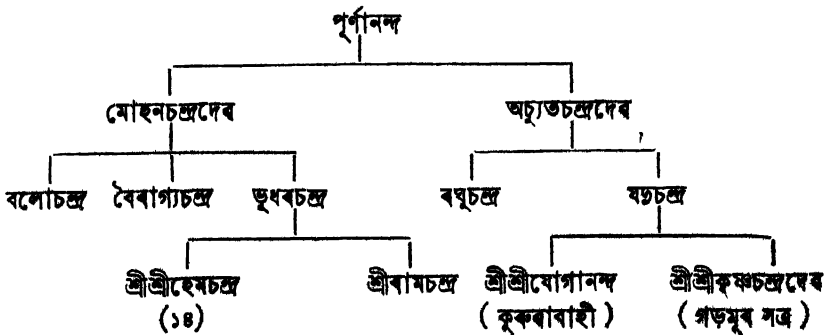 পূৰ্ণানন্দ
মোহনচন্দ্ৰদেৱ অচ্যুতচন্দ্ৰদেৱ
বলোচন্দ্ৰ বৈৰাগ্যচন্দ্ৰ ভূধৰচন্দ্ৰ ৰঘুচন্দ্ৰ যদুচন্দ্ৰ
শ্ৰীশ্ৰীহেমচন্দ্ৰ শ্ৰীৰামচন্দ্ৰ শ্ৰীশ্ৰীযোগানন্দ শ্ৰীশ্ৰীকৃষ্ণচন্দ্ৰদেৱ
(১৪) ( কুৰুৱাবাহী ) ( গড়মূৰ সত্ৰ )